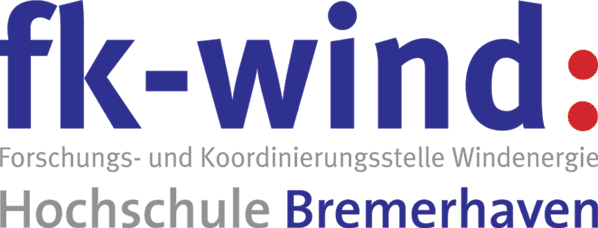 fk-wind:
Forschungs- und Koordinierungsstelle Windenergie
Hochschule Bremerhaven